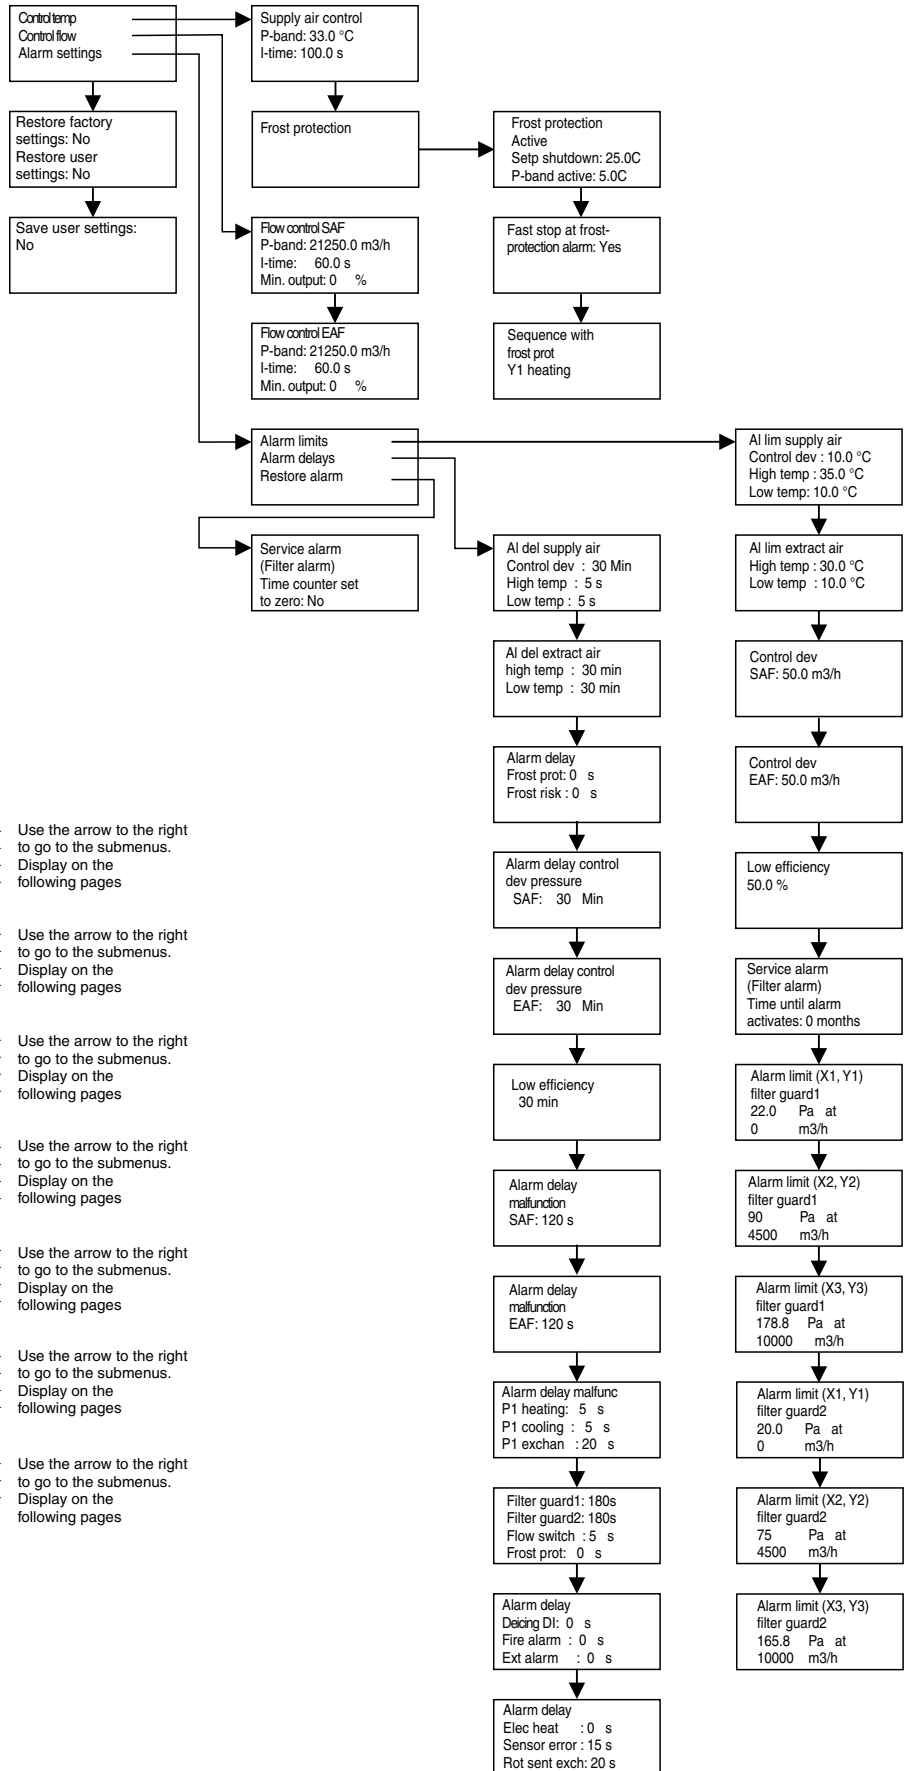 Control temp
Control flow
Alarm settings
Restore factory
settings: No
Restore user
settings: No
Save user settings:
No
Supply air control
P-band: 33.0 °C
I-time: 100.0 s
Frost protection
Frost protection
Active
Setp shutdown: 25.0C
P-band active: 5.0C
Fast stop at frost-
protection alarm: Yes
Sequence with
frost prot
Y1 heating
Flow control SAF
P-band: 21250.0 m3/h
I-time: 60.0 s
Min. output: 0 %
Flow control EAF
P-band: 21250.0 m3/h
I-time: 60.0 s
Min. output: 0 %
Alarm limits
Alarm delays
Restore alarm
Service alarm
(Filter alarm)
Time counter set
to zero: No
Al del supply air
Control dev : 30 Min
High temp : 5 s
Low temp : 5 s
Al del extract air
high temp : 30 min
Low temp : 30 min
Alarm delay
Frost prot: 0 s
Frost risk : 0 s
Alarm delay control
dev pressure
SAF: 30 Min
Alarm delay control
dev pressure
EAF: 30 Min
Low efficiency
30 min
Alarm delay
malfunction
SAF: 120 s
Alarm delay
malfunction
EAF: 120 s
Alarm delay malfunc
P1 heating: 5 s
P1 cooling : 5 s
P1 exchan : 20 s
Filter guard1: 180s
Filter guard2: 180s
Flow switch : 5 s
Frost prot: 0 s
Alarm delay
Deicing DI: 0 s
Fire alarm : 0 s
Ext alarm : 0 s
Alarm delay
Elec heat : 0 s
Sensor error : 15 s
Rot sent exch: 20 s
Al lim supply air
Control dev : 10.0 °C
High temp : 35.0 °C
Low temp: 10.0 °C
Al lim extract air
High temp : 30.0 °C
Low temp : 10.0 °C
Control dev
SAF: 50.0 m3/h
Control dev
EAF: 50.0 m3/h
Low efficiency
50.0 %
Service alarm
(Filter alarm)
Time until alarm
activates: 0 months
Alarm limit (X1, Y1)
filter guard1
22.0 Pa at
0 m3/h
Alarm limit (X2, Y2)
filter guard1
90 Pa at
4500 m3/h
Alarm limit (X3, Y3)
filter guard1
178.8 Pa at
10000 m3/h
Alarm limit (X1, Y1)
filter guard2
20.0 Pa at
0 m3/h
Alarm limit (X2, Y2)
filter guard2
75 Pa at
4500 m3/h
Alarm limit (X3, Y3)
filter guard2
165.8 Pa at
10000 m3/h
Use the arrow to the right
to go to the submenus.
Display on the
following pages
Use the arrow to the right
to go to the submenus.
Display on the
following pages
Use the arrow to the right
to go to the submenus.
Display on the
following pages
Use the arrow to the right
to go to the submenus.
Display on the
following pages
Use the arrow to the right
to go to the submenus.
Display on the
following pages
Use the arrow to the right
to go to the submenus.
Display on the
following pages
Use the arrow to the right
to go to the submenus.
Display on the
following pages